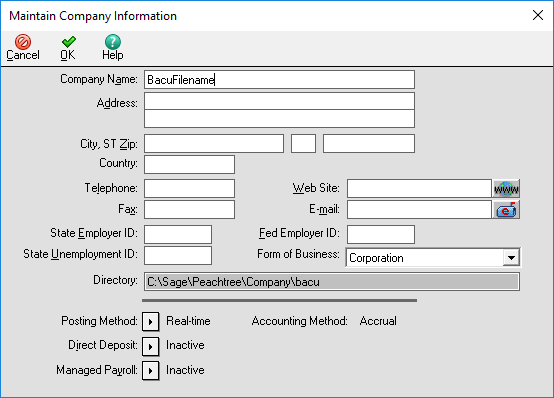 Maintain Company Information
Cancel OK Help
Company Name: BacuFilename
Address:
City, ST Zip:
Country:
Telephone: Web Site: WWW
Fax: E-mail:
State Employer ID: Fed Employer ID:
State Unemployment ID: Form of Business: Corporation
Directory: C:\Sage\Peachtree\Company\bacu
Posting Method: Real-time Accounting Method: Accrual
Direct Deposit: Inactive
Managed Payroll: Inactive